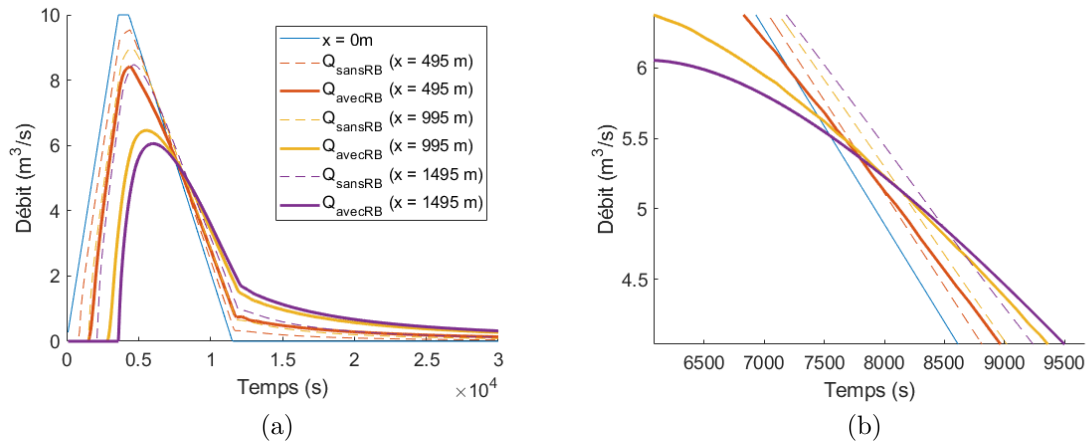 10
8
6
4
2
0
Débit (m³/s)
0
0.5
1
1.5
2
2.5
3
Temps (s)
×10⁴
x = 0m
Q_sansRB (x = 495 m)
Q_avecRB (x = 495 m)
Q_sansRB (x = 995 m)
Q_avecRB (x = 995 m)
Q_sansRB (x = 1495 m)
Q_avecRB (x = 1495 m)
(a)
6
5.5
5
4.5
Débit (m³/s)
6500
7000
7500
8000
8500
9000
9500
Temps (s)
(b)